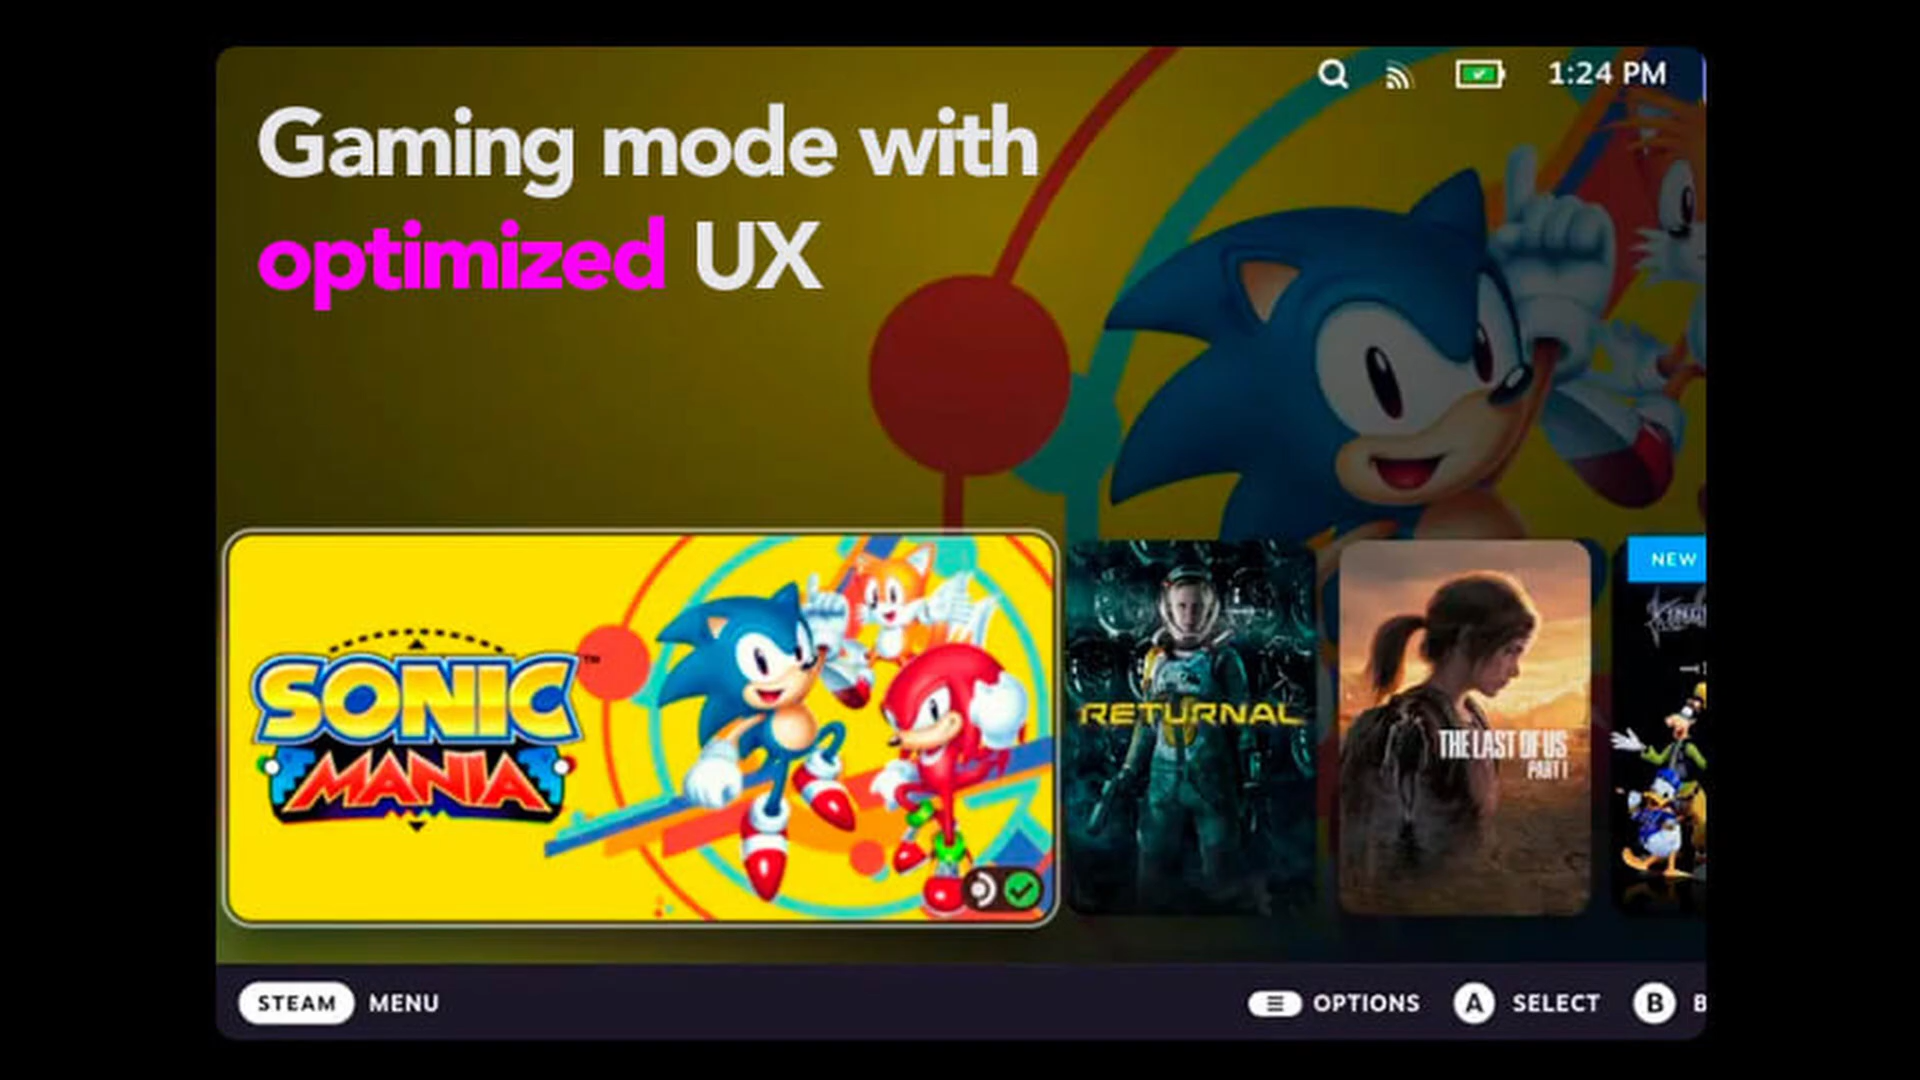 1:24 PM
Gaming mode with
optimized UX
NEW
SONIC
™
MANIA
RETURNAL
THE LAST OF US
PART I
STEAM MENU
OPTIONS A SELECT B